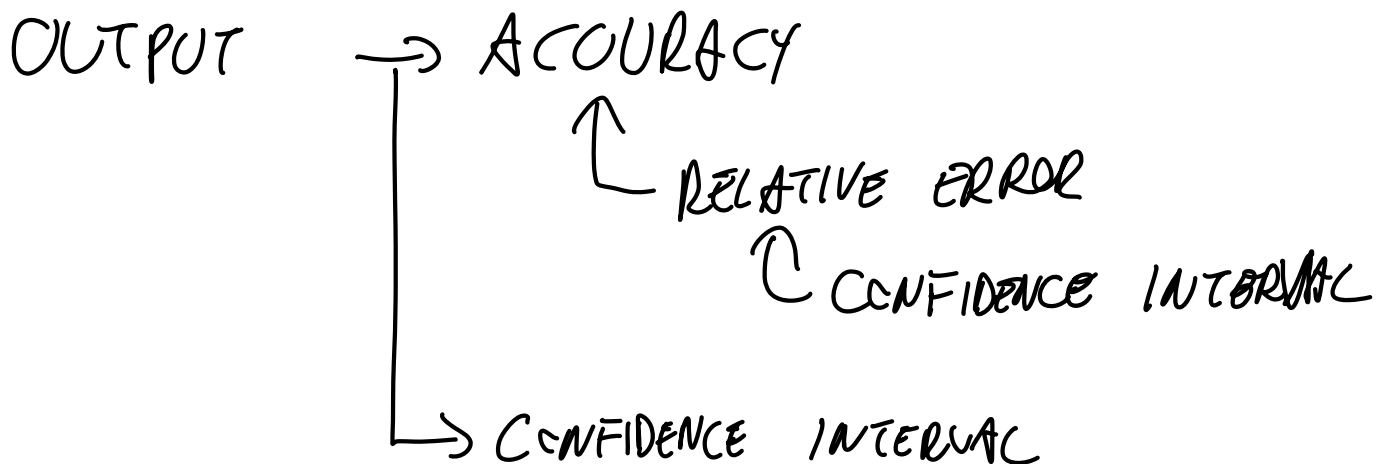 OUTPUT → ACCURACY
RELATIVE ERROR
CONFIDENCE INTERVAL
CONFIDENCE INTERVAL